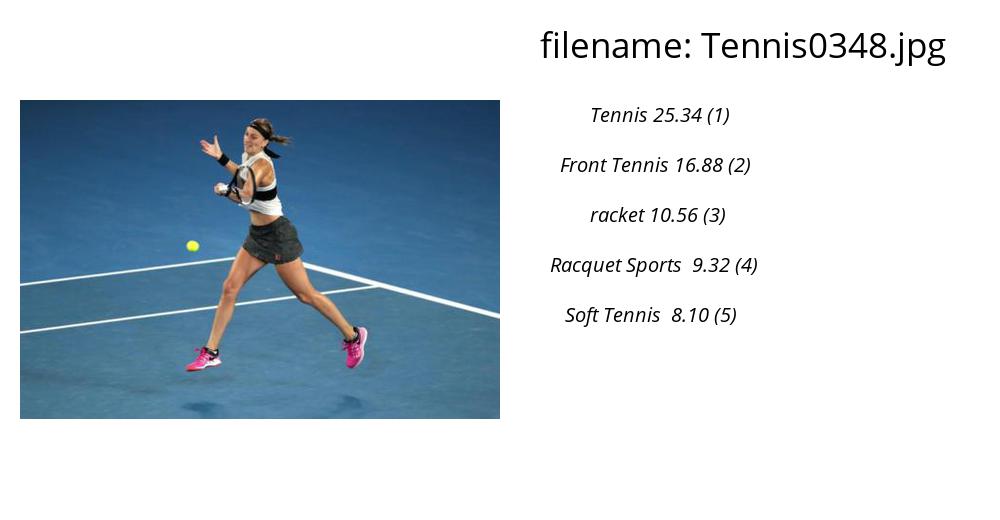 filename: Tennis0348.jpg
Tennis 25.34 (1)
Front Tennis 16.88 (2)
racket 10.56 (3)
Racquet Sports 9.32 (4)
Soft Tennis 8.10 (5)